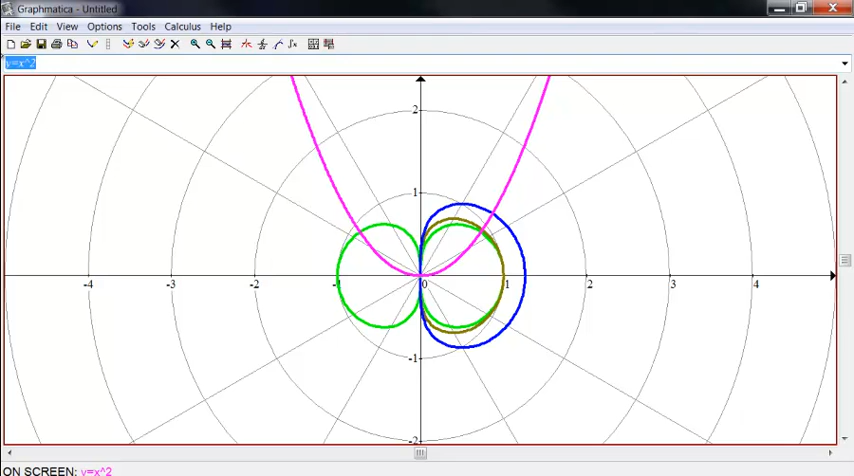 Graphmatica - Untitled
File Edit View Options Tools Calculus Help
y=x^2
2
1
-4 -3 -2 -1 0 1 2 3 4
-1
-2
ON SCREEN: y=x^2